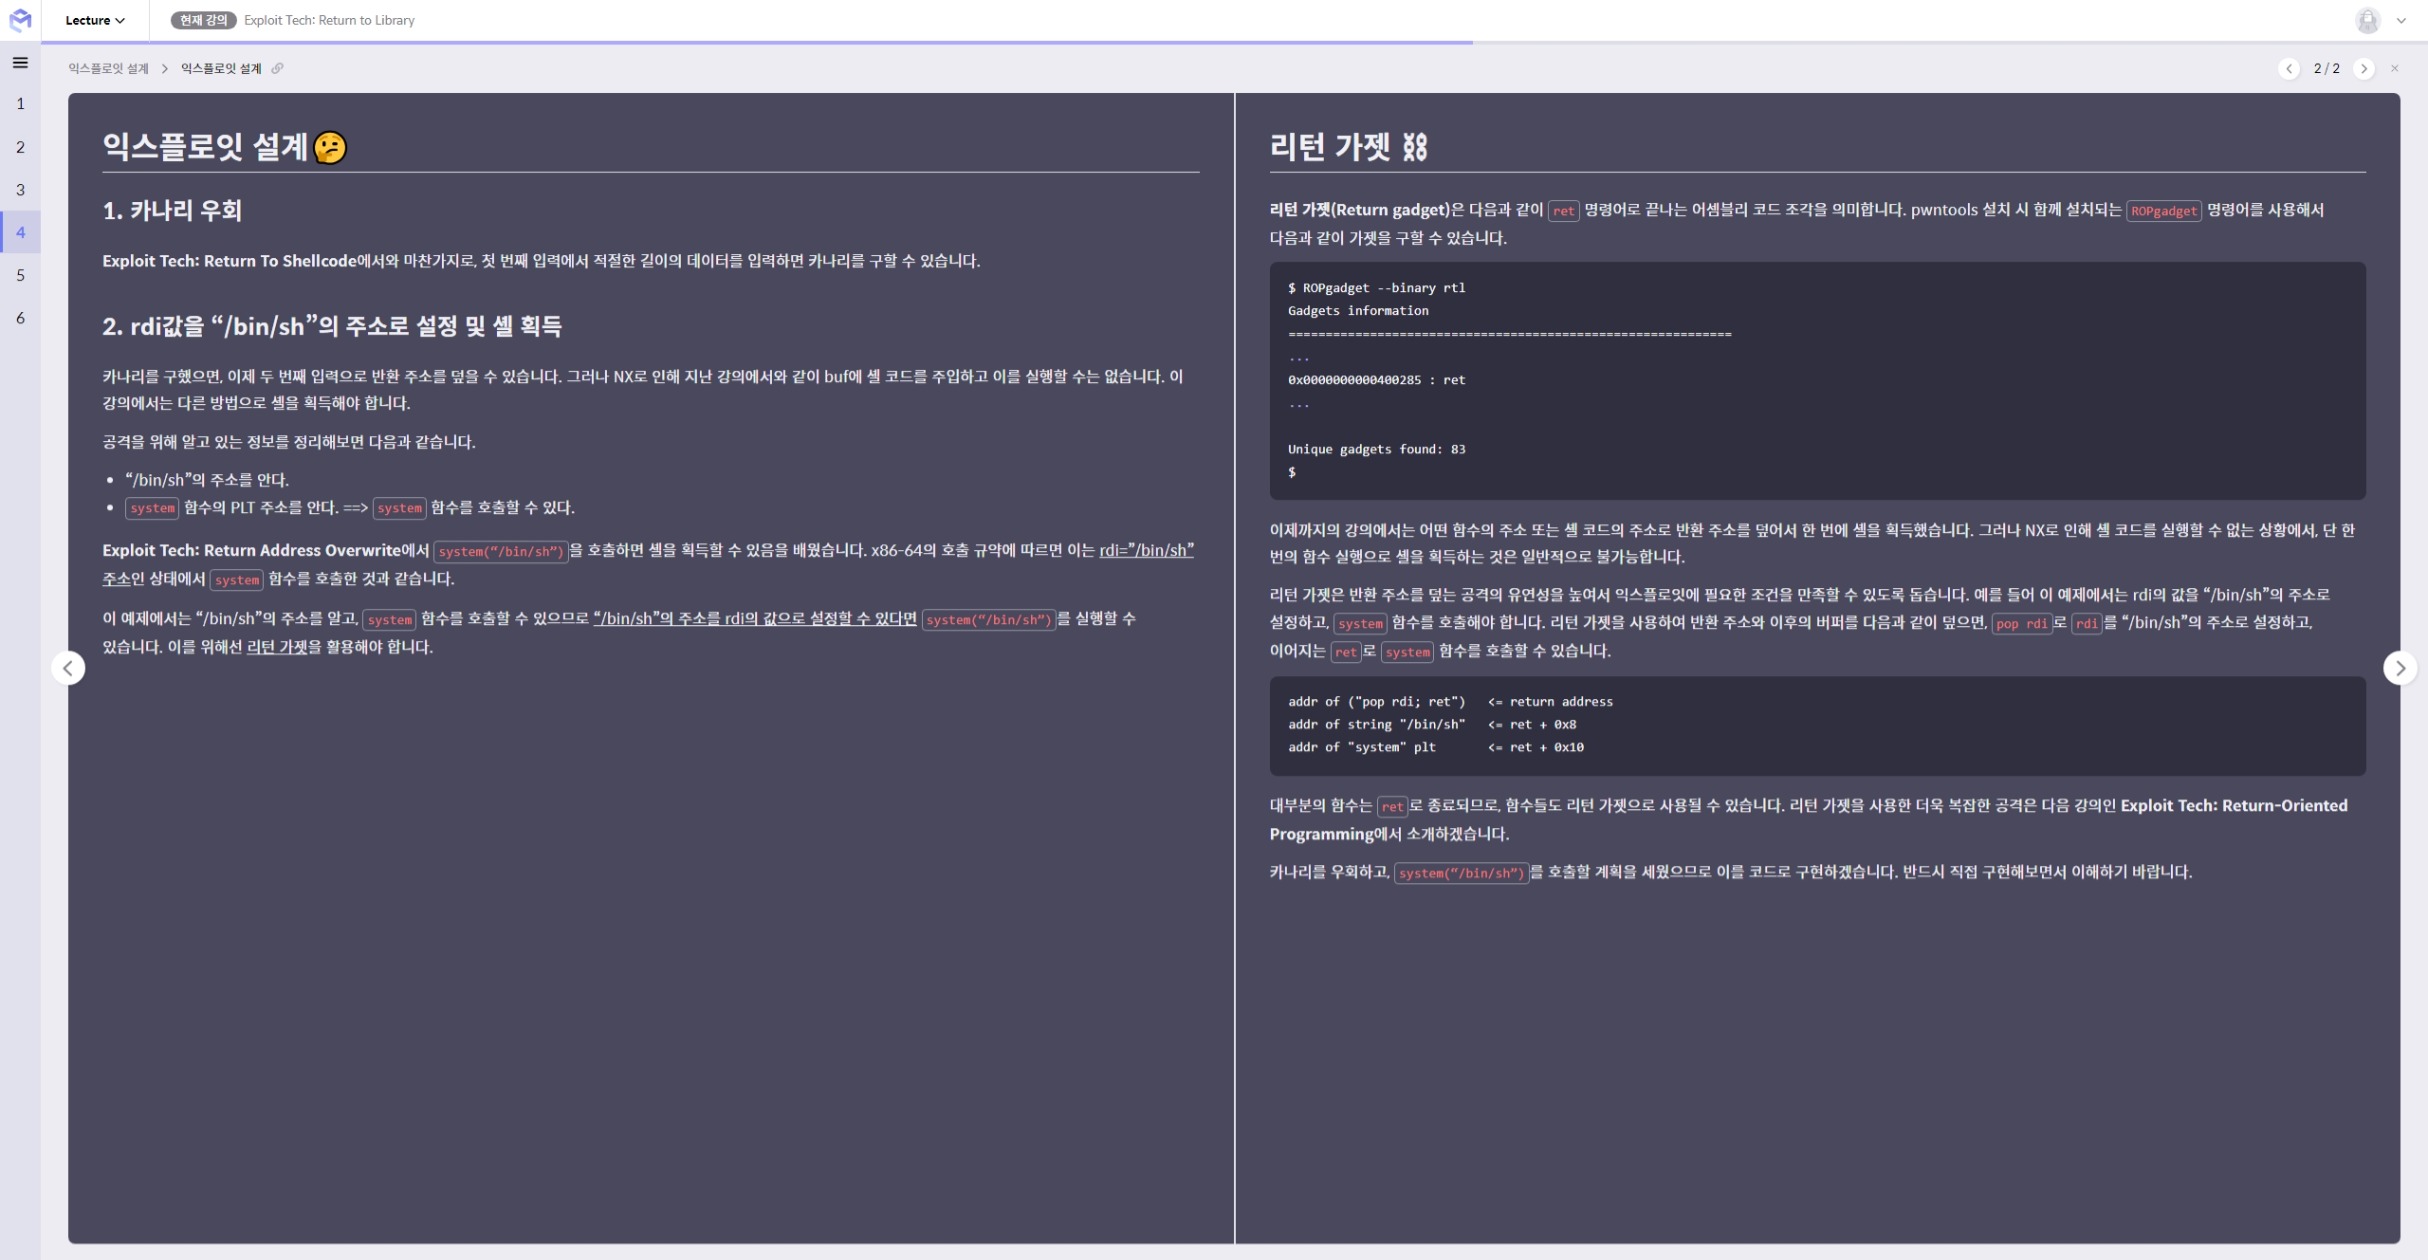 Lecture
현재 강의 Exploit Tech: Return to Library
익스플로잇 설계 > 익스플로잇 설계
2 / 2
1
2
3
4
5
6
익스플로잇 설계🤔
1. 카나리 우회
Exploit Tech: Return To Shellcode에서와 마찬가지로, 첫 번째 입력에서 적절한 길이의 데이터를 입력하면 카나리를 구할 수 있습니다.
2. rdi값을 “/bin/sh”의 주소로 설정 및 셸 획득
카나리를 구했으면, 이제 두 번째 입력으로 반환 주소를 덮을 수 있습니다. 그러나 NX로 인해 지난 강의에서와 같이 buf에 셸 코드를 주입하고 이를 실행할 수는 없습니다. 이
강의에서는 다른 방법으로 셸을 획득해야 합니다.
공격을 위해 알고 있는 정보를 정리해보면 다음과 같습니다.
• “/bin/sh”의 주소를 안다.
• system 함수의 PLT 주소를 안다. ==> system 함수를 호출할 수 있다.
Exploit Tech: Return Address Overwrite에서 system(“/bin/sh”)을 호출하면 셸을 획득할 수 있음을 배웠습니다. x86-64의 호출 규약에 따르면 이는 rdi=”/bin/sh”
주소인 상태에서 system 함수를 호출한 것과 같습니다.
이 예제에서는 “/bin/sh”의 주소를 알고, system 함수를 호출할 수 있으므로 “/bin/sh”의 주소를 rdi의 값으로 설정할 수 있다면 system(“/bin/sh”)를 실행할 수
있습니다. 이를 위해선 리턴 가젯을 활용해야 합니다.
리턴 가젯 ⛓
리턴 가젯(Return gadget)은 다음과 같이 ret 명령어로 끝나는 어셈블리 코드 조각을 의미합니다. pwntools 설치 시 함께 설치되는 ROPgadget 명령어를 사용해서
다음과 같이 가젯을 구할 수 있습니다.
$ ROPgadget --binary rtl
Gadgets information
============================================================
...
0x0000000000400285 : ret
...
Unique gadgets found: 83
$
이제까지의 강의에서는 어떤 함수의 주소 또는 셸 코드의 주소로 반환 주소를 덮어서 한 번에 셸을 획득했습니다. 그러나 NX로 인해 셸 코드를 실행할 수 없는 상황에서, 단 한
번의 함수 실행으로 셸을 획득하는 것은 일반적으로 불가능합니다.
리턴 가젯은 반환 주소를 덮는 공격의 유연성을 높여서 익스플로잇에 필요한 조건을 만족할 수 있도록 돕습니다. 예를 들어 이 예제에서는 rdi의 값을 “/bin/sh”의 주소로
설정하고, system 함수를 호출해야 합니다. 리턴 가젯을 사용하여 반환 주소와 이후의 버퍼를 다음과 같이 덮으면, pop rdi로 rdi를 “/bin/sh”의 주소로 설정하고,
이어지는 ret로 system 함수를 호출할 수 있습니다.
addr of ("pop rdi; ret")   <= return address
addr of string "/bin/sh"   <= ret + 0x8
addr of "system" plt       <= ret + 0x10
대부분의 함수는 ret로 종료되므로, 함수들도 리턴 가젯으로 사용될 수 있습니다. 리턴 가젯을 사용한 더욱 복잡한 공격은 다음 강의인 Exploit Tech: Return-Oriented
Programming에서 소개하겠습니다.
카나리를 우회하고, system(“/bin/sh”)를 호출할 계획을 세웠으므로 이를 코드로 구현하겠습니다. 반드시 직접 구현해보면서 이해하기 바랍니다.